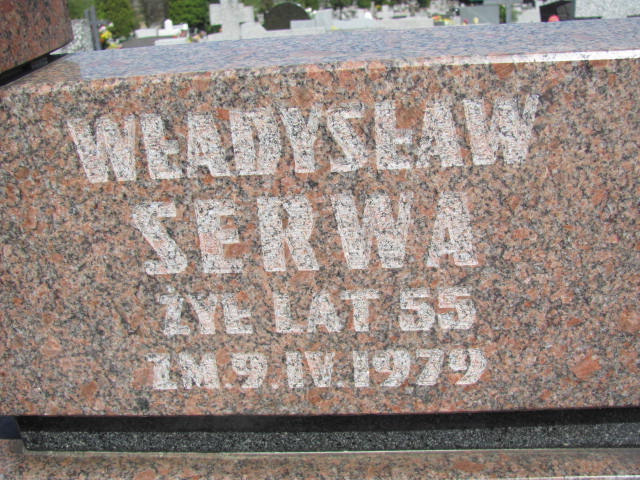 WŁADYSŁAW
SERWA
ŻYŁ LAT 55
ZM.9.IV.1979